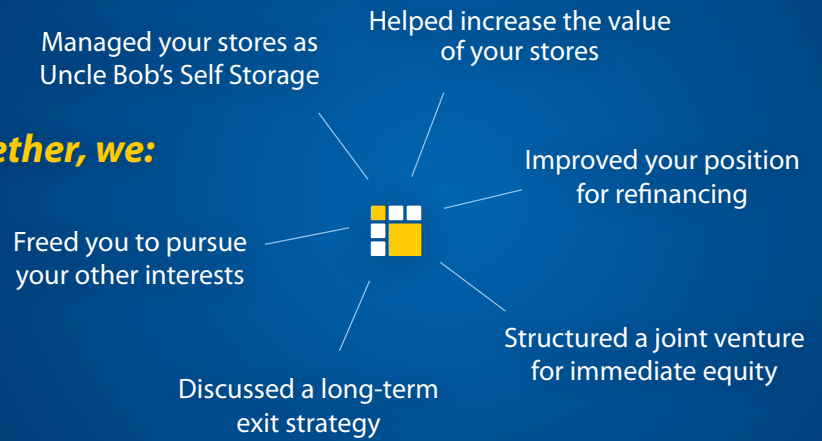 Managed your stores as
Uncle Bob’s Self Storage
Helped increase the value
of your stores
we:
Improved your position
for refinancing
Freed you to pursue
your other interests
Structured a joint venture
for immediate equity
Discussed a long-term
exit strategy